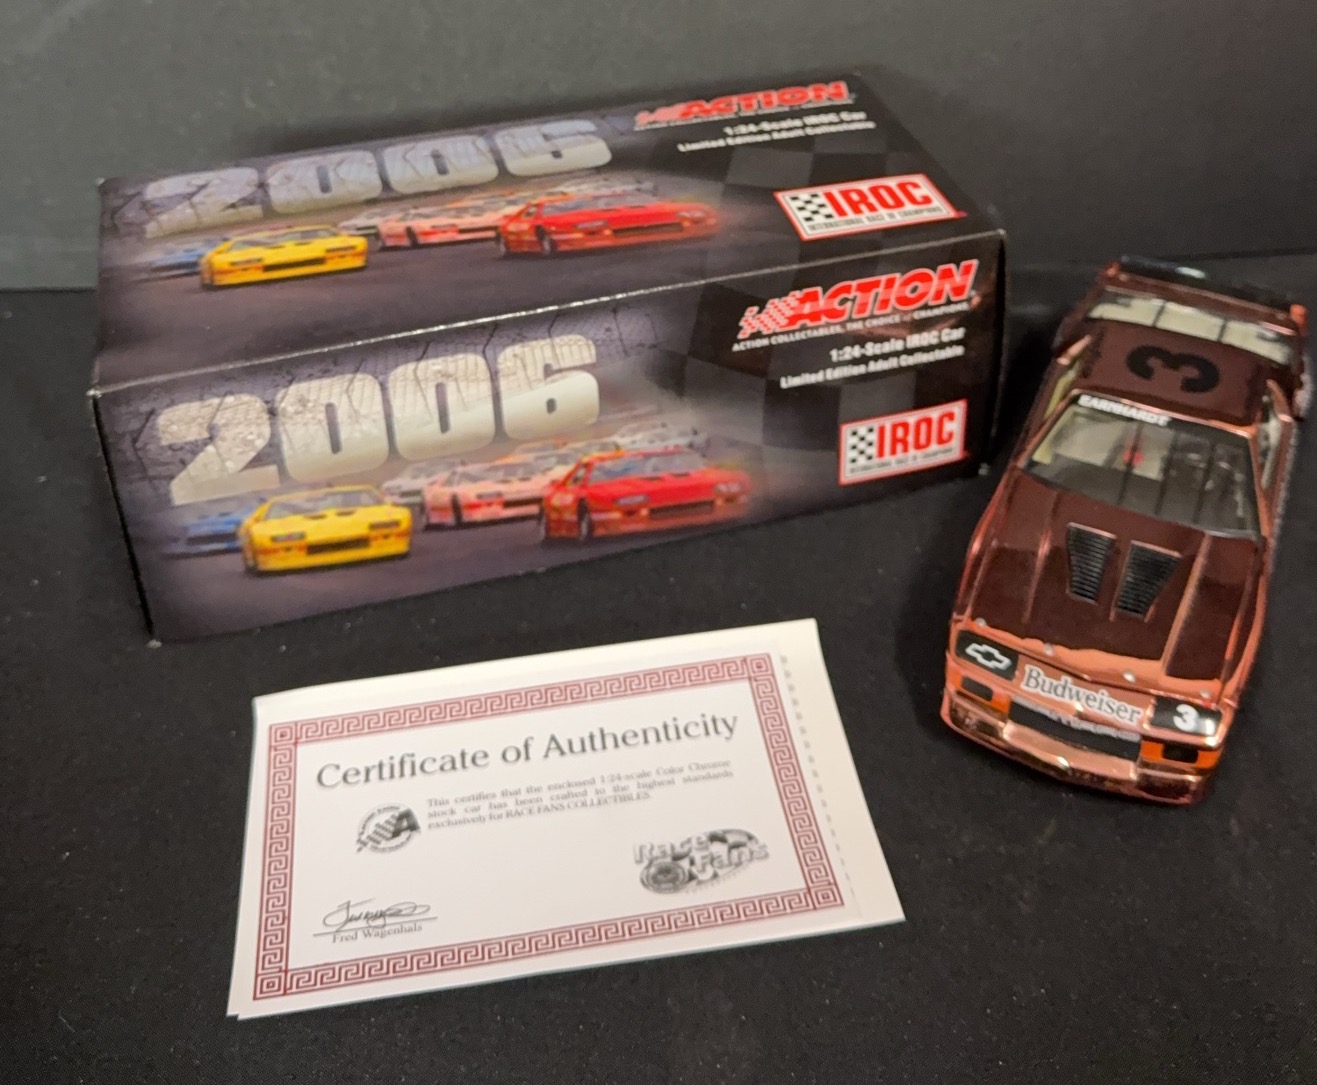 2006
ACTION
1:24-Scale IROC Car
Limited Edition Adult Collectable
IROC
INTERNATIONAL RACE OF CHAMPIONS
2006
ACTION
ACTION COLLECTABLES, THE CHOICE of CHAMPIONS
1:24-Scale IROC Car
Limited Edition Adult Collectable
IROC
INTERNATIONAL RACE OF CHAMPIONS
3
EARNHARDT
Budweiser
3
Certificate of Authenticity
This certifies that the enclosed 1:24-scale Color Chrome
stock car has been crafted to the highest standards
exclusively for RACE FANS COLLECTIBLES.
Race Fans
Fred Wagenhals